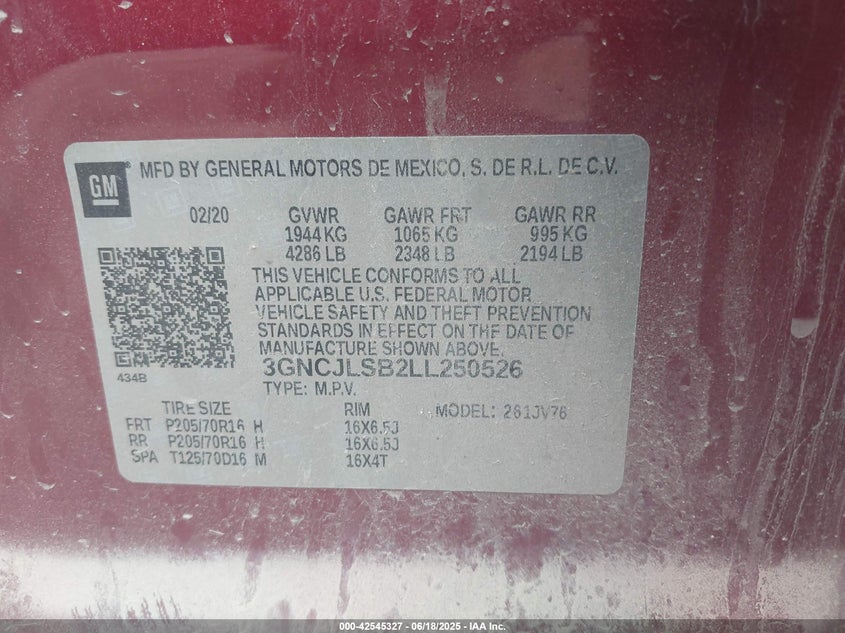 GM
MFD BY GENERAL MOTORS DE MEXICO, S. DE R.L. DE C.V.
02/20 GVWR GAWR FRT GAWR RR
1944 KG 1065 KG 995 KG
4286 LB 2348 LB 2194 LB
THIS VEHICLE CONFORMS TO ALL
APPLICABLE U.S. FEDERAL MOTOR
VEHICLE SAFETY AND THEFT PREVENTION
STANDARDS IN EFFECT ON THE DATE OF
MANUFACTURE SHOWN ABOVE.
434B
3GNCJLSB2LL250526
TYPE: M.P.V.
TIRE SIZE RIM MODEL: 261JV76
FRT P205/70R16 H 16X6.5J
RR P205/70R16 H 16X6.5J
SPA T125/70D16 M 16X4T
000-42545327 - 06/18/2025 - IAA Inc.